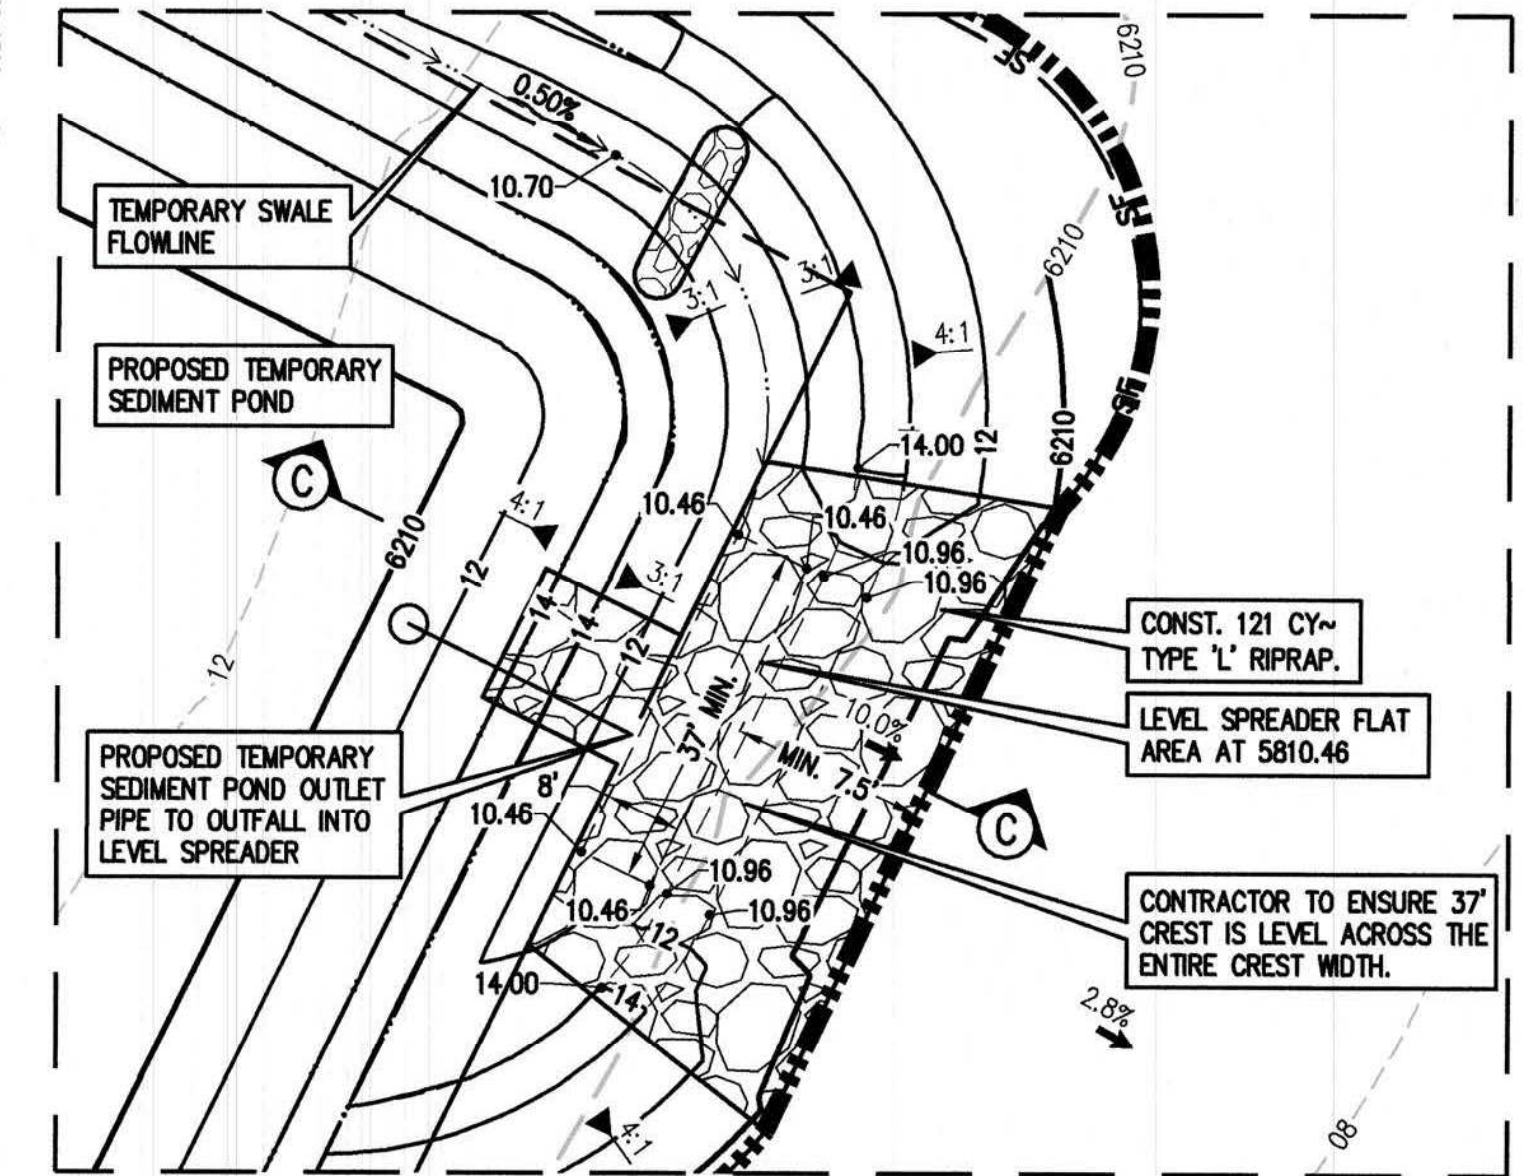 6210
SF
0.50%
10.70
TEMPORARY SWALE
FLOWLINE
SF
6210
3:1
3:1
4:1
PROPOSED TEMPORARY
SEDIMENT POND
SF
14.00
12
6210
C
4:1
10.46
10.46
10.96
10.96
6210
12
3:1
14
14
12
12
CONST. 121 CY~
TYPE 'L' RIPRAP.
37' MIN.
10.0%
MIN. 7.5'
LEVEL SPREADER FLAT
AREA AT 5810.46
PROPOSED TEMPORARY
SEDIMENT POND OUTLET
PIPE TO OUTFALL INTO
LEVEL SPREADER
8'
10.46
C
10.96
10.46
10.96
12
CONTRACTOR TO ENSURE 37'
CREST IS LEVEL ACROSS THE
ENTIRE CREST WIDTH.
14.00
14
2.8%
4:1
08